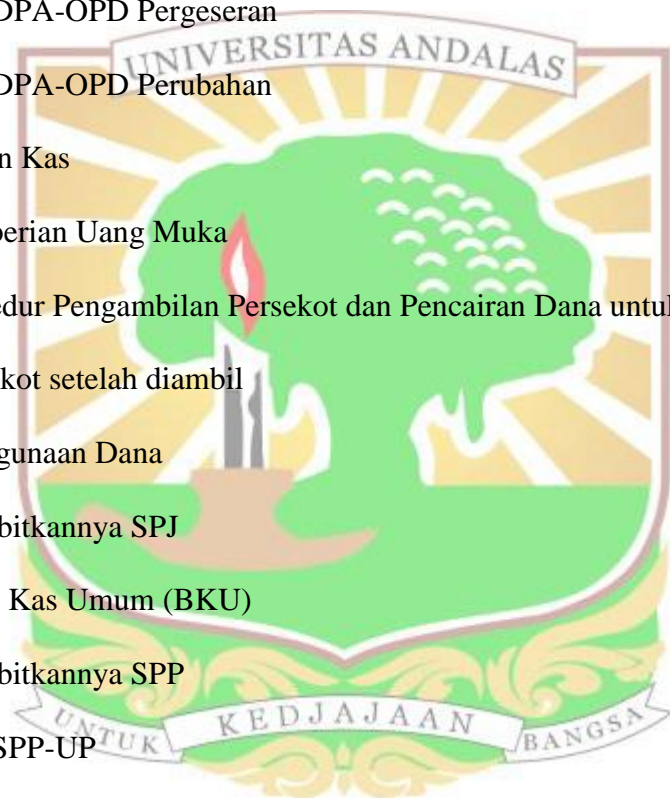 DPA-OPD Pergeseran
UNIVERSITAS ANDALAS
DPA-OPD Perubahan
n Kas
berian Uang Muka
edur Pengambilan Persekot dan Pencairan Dana untuk
kot setelah diambil
gunaan Dana
bitkannya SPJ
Kas Umum (BKU)
bitkannya SPP
UNTUK KEDJAJAAN BANGSA
SPP-UP